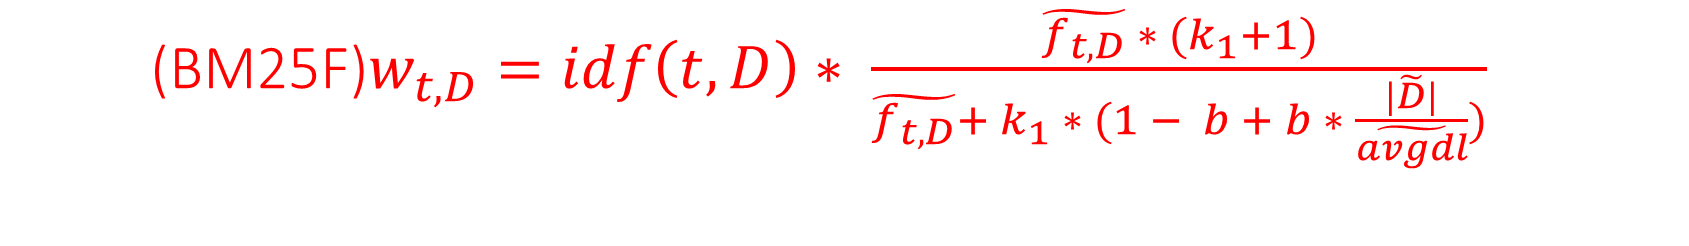 (BM25F)$w_{t,D} = idf(t,D) * \frac{\widetilde{f_{t,D}} * (k_1+1)}{\widetilde{f_{t,D}} + k_1 * (1 - b + b * \frac{|\widetilde{D}|}{\widetilde{avgdl}})}$